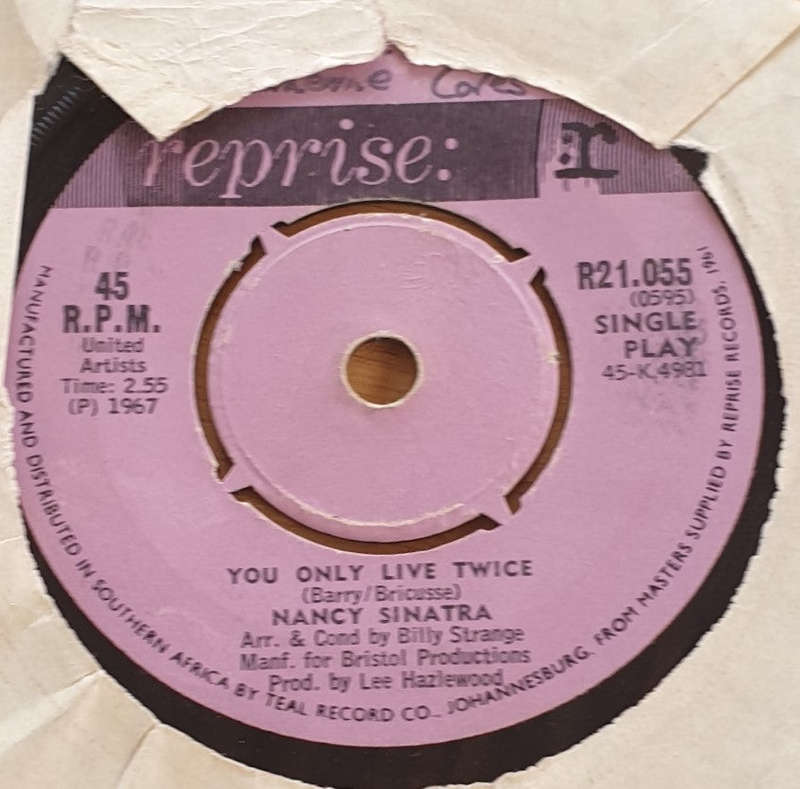 reprise:
r
45
R.P.M.
United
Artists
Time: 2.55
(P) 1967
R21.055
(0595)
SINGLE
PLAY
45-K.4981
YOU ONLY LIVE TWICE
(Barry/Bricusse)
NANCY SINATRA
Arr. & Cond by Billy Strange
Manf. for Bristol Productions
Prod. by Lee Hazlewood
MANUFACTURED AND DISTRIBUTED IN SOUTHERN AFRICA BY TEAL RECORD CO., JOHANNESBURG. FROM MASTERS SUPPLIED BY REPRISE RECORDS. 1961